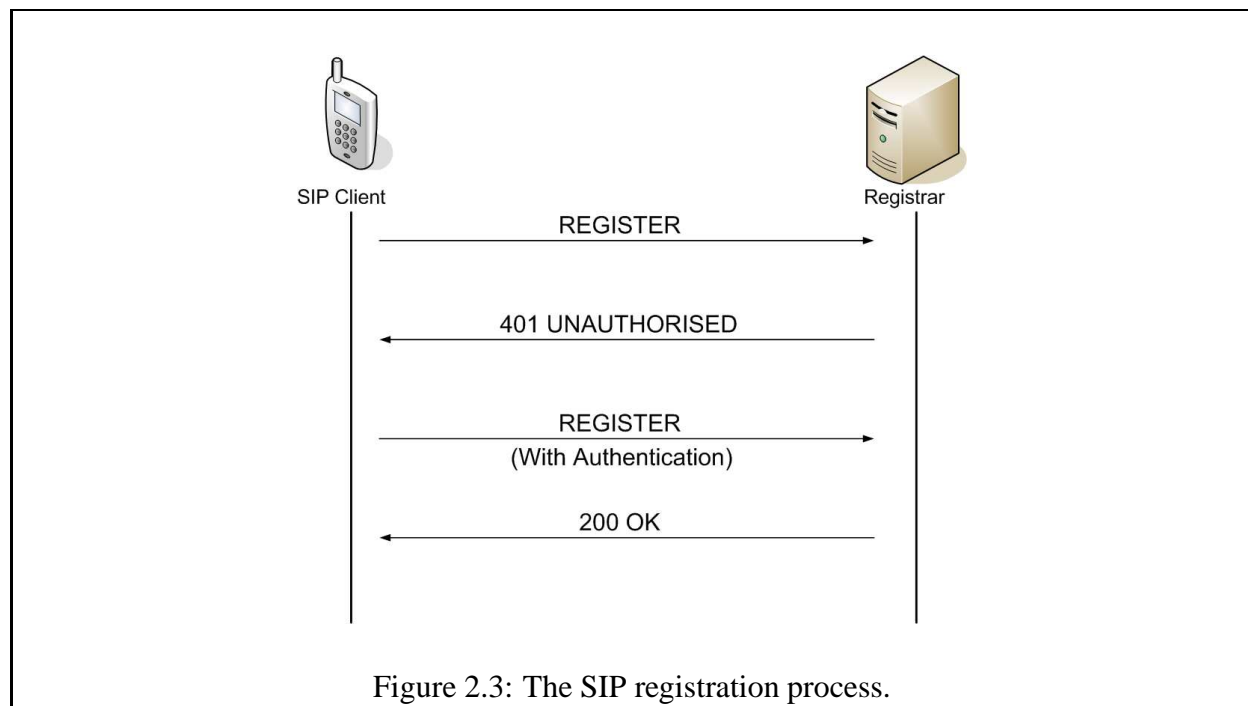 SIP Client
Registrar
REGISTER
401 UNAUTHORISED
REGISTER
(With Authentication)
200 OK
Figure 2.3: The SIP registration process.